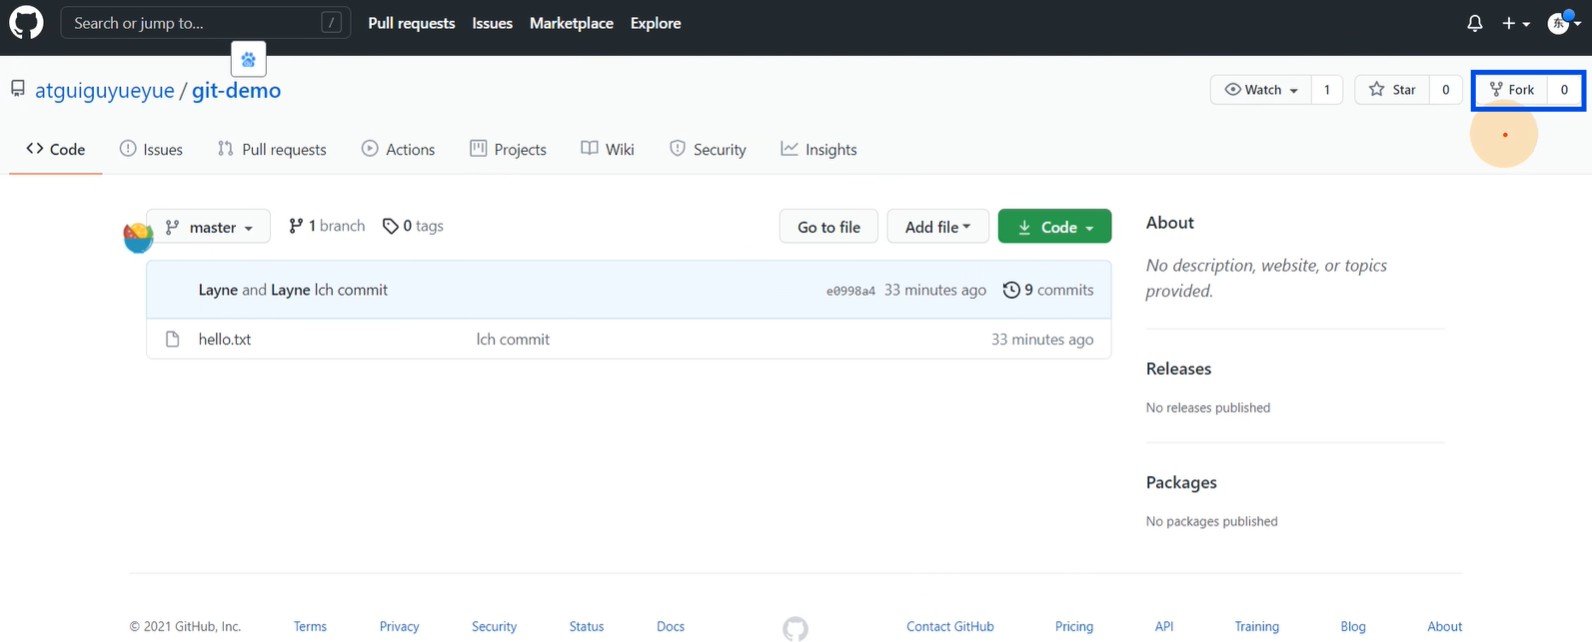 Search or jump to... /
Pull requests Issues Marketplace Explore
东
atguiguyueyue / git-demo
Watch 1 Star 0 Fork 0
Code Issues Pull requests Actions Projects Wiki Security Insights
master 1 branch 0 tags Go to file Add file Code
Layne and Layne lch commit e0998a4 33 minutes ago 9 commits
hello.txt lch commit 33 minutes ago
About
No description, website, or topics
provided.
Releases
No releases published
Packages
No packages published
© 2021 GitHub, Inc. Terms Privacy Security Status Docs Contact GitHub Pricing API Training Blog About